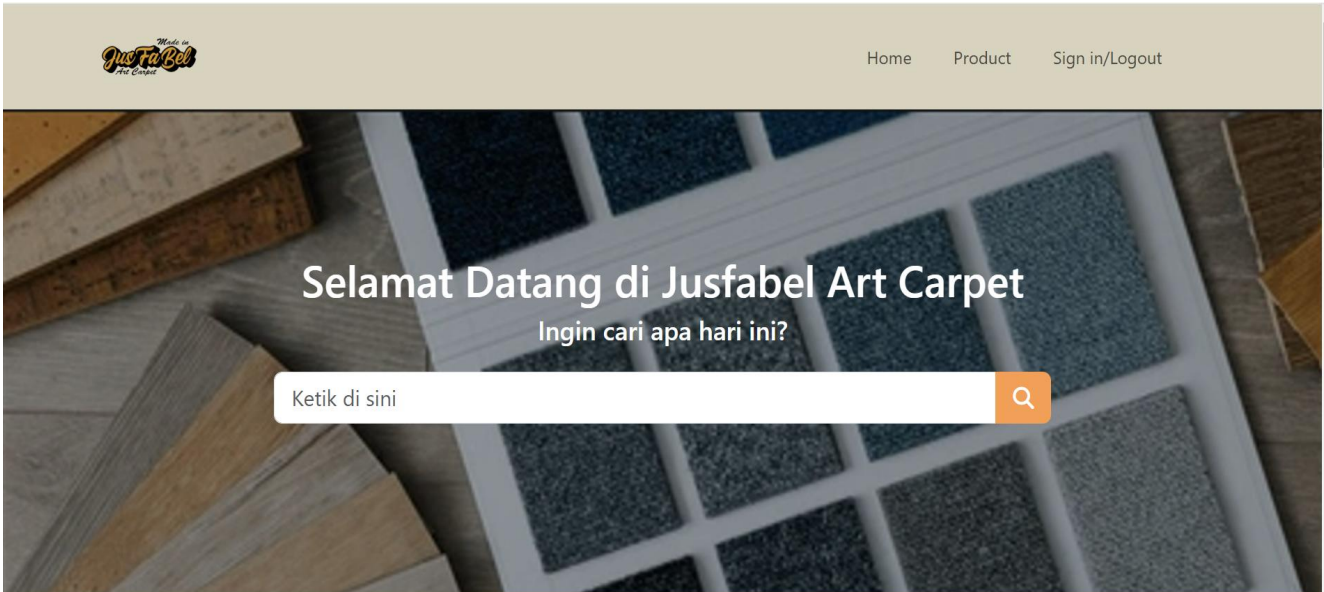 Made in
JusFaBel
Art Carpet
Home Product Sign in/Logout
Selamat Datang di Jusfabel Art Carpet
Ingin cari apa hari ini?
Ketik di sini